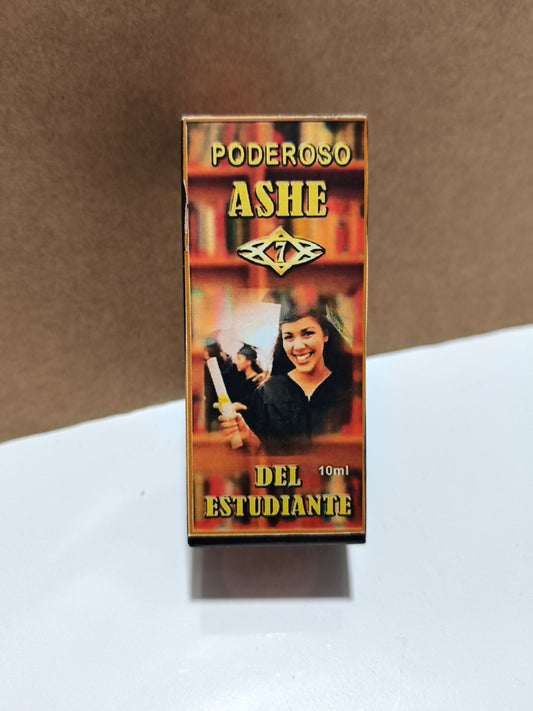 PODEROSO
ASHE
7
10ml
DEL
ESTUDIANTE